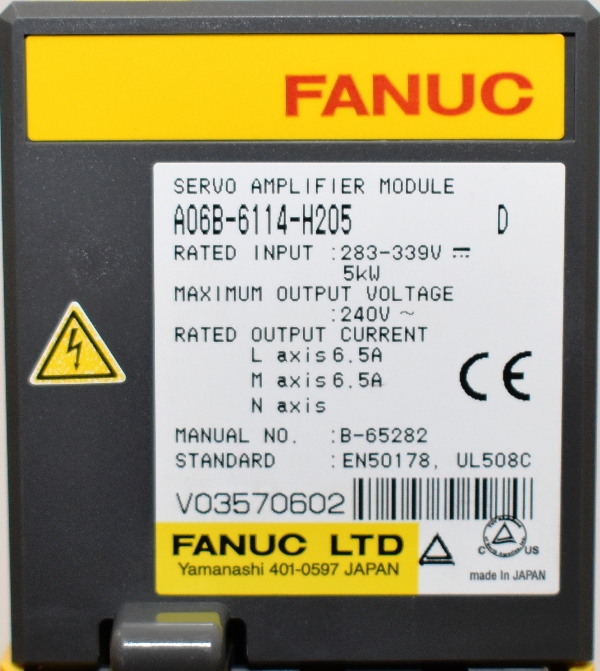 FANUC
SERVO AMPLIFIER MODULE
A06B-6114-H205 D
RATED INPUT :283-339V ⎓
5kW
MAXIMUM OUTPUT VOLTAGE
:240V ~
RATED OUTPUT CURRENT
L axis 6.5A
M axis 6.5A
N axis
CE
MANUAL NO. :B-65282
STANDARD :EN50178, UL508C
V03570602
FANUC LTD
Yamanashi 401-0597 JAPAN
C US
made In JAPAN